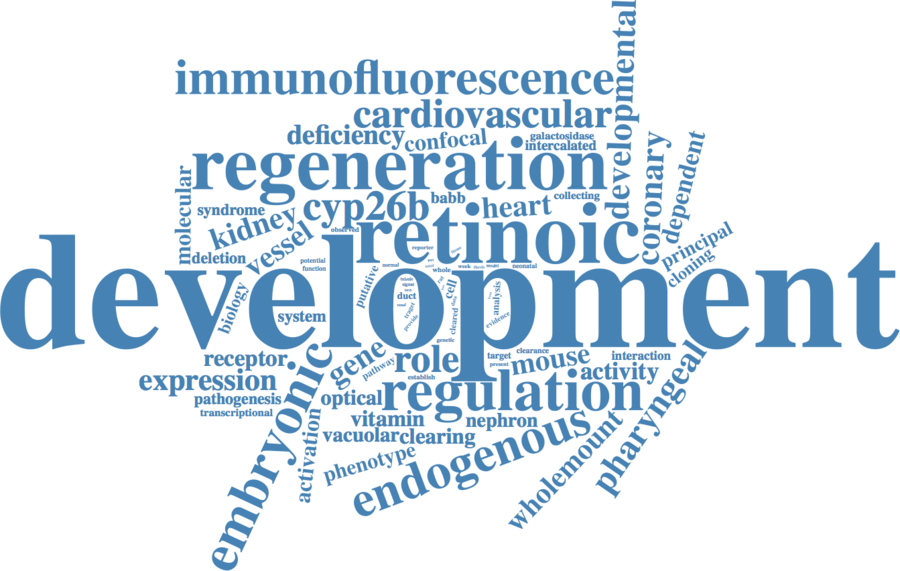 developmental
immunofluorescence
cardiovascular
deficiency
confocal
galactosidase
intercalated
regeneration
coronary
dependent
molecular
syndrome
kidney
cyp26b
babb
heart
collecting
observed
retinoic
vessel
deletion
principal
cloning
reporter
potential
function
putative
normal
whole
week
neonatal
development
biology
system
duct
cell
target
provide
cleared
analysis
evidence
genetic
receptor
gene
pathway
role
establish
target
present
clearance
mouse
interaction
activity
expression
pathogenesis
transcriptional
embryonic
activation
optical
regulation
pharyngeal
vitamin
nephron
vacuolar
clearing
phenotype
endogenous
wholemount